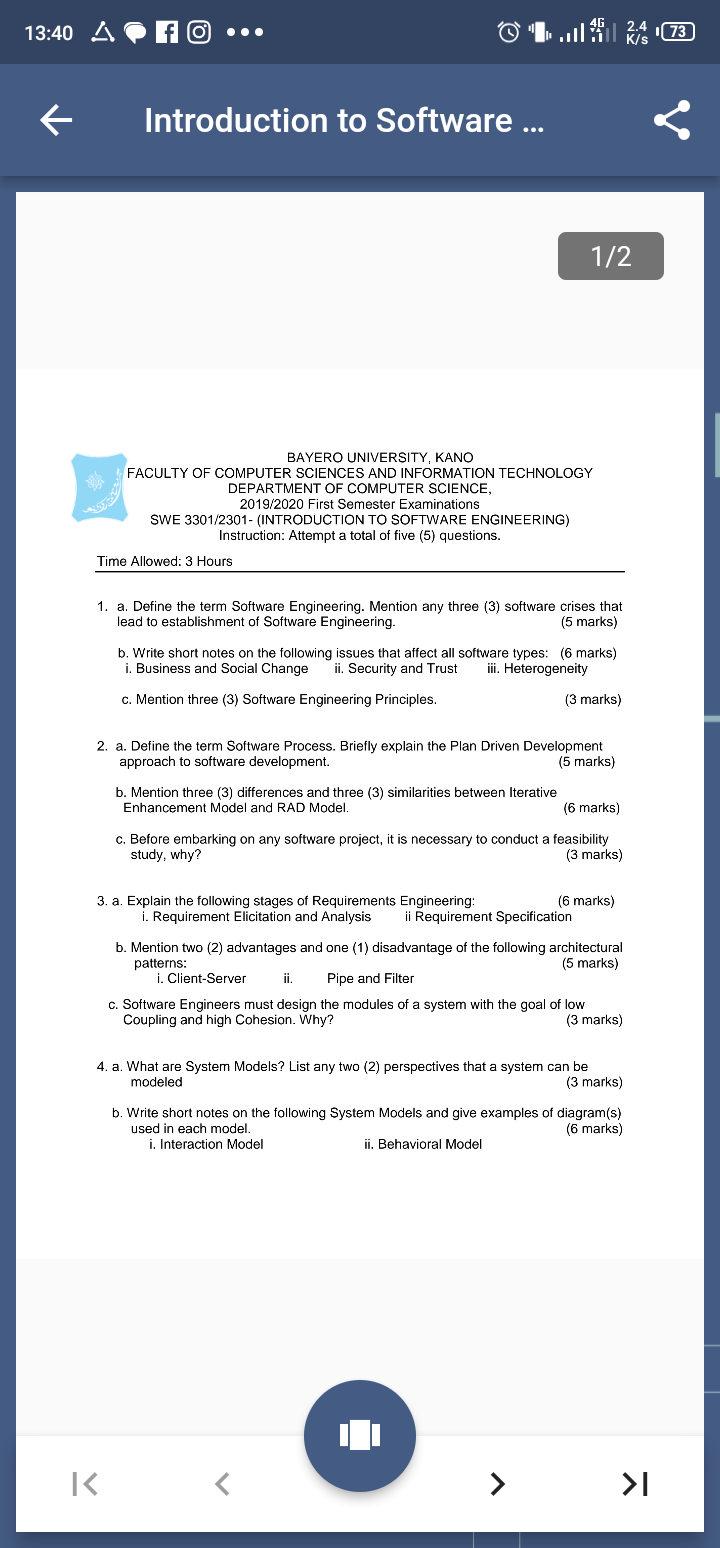 13:40
4G
2.4
K/s
73
Introduction to Software ...
1/2
BAYERO UNIVERSITY, KANO
FACULTY OF COMPUTER SCIENCES AND INFORMATION TECHNOLOGY
DEPARTMENT OF COMPUTER SCIENCE,
2019/2020 First Semester Examinations
SWE 3301/2301- (INTRODUCTION TO SOFTWARE ENGINEERING)
Instruction: Attempt a total of five (5) questions.
Time Allowed: 3 Hours
1. a. Define the term Software Engineering. Mention any three (3) software crises that
lead to establishment of Software Engineering. (5 marks)
b. Write short notes on the following issues that affect all software types: (6 marks)
i. Business and Social Change ii. Security and Trust iii. Heterogeneity
c. Mention three (3) Software Engineering Principles. (3 marks)
2. a. Define the term Software Process. Briefly explain the Plan Driven Development
approach to software development. (5 marks)
b. Mention three (3) differences and three (3) similarities between Iterative
Enhancement Model and RAD Model. (6 marks)
c. Before embarking on any software project, it is necessary to conduct a feasibility
study, why? (3 marks)
3. a. Explain the following stages of Requirements Engineering: (6 marks)
i. Requirement Elicitation and Analysis ii Requirement Specification
b. Mention two (2) advantages and one (1) disadvantage of the following architectural
patterns: (5 marks)
i. Client-Server ii. Pipe and Filter
c. Software Engineers must design the modules of a system with the goal of low
Coupling and high Cohesion. Why? (3 marks)
4. a. What are System Models? List any two (2) perspectives that a system can be
modeled (3 marks)
b. Write short notes on the following System Models and give examples of diagram(s)
used in each model. (6 marks)
i. Interaction Model ii. Behavioral Model